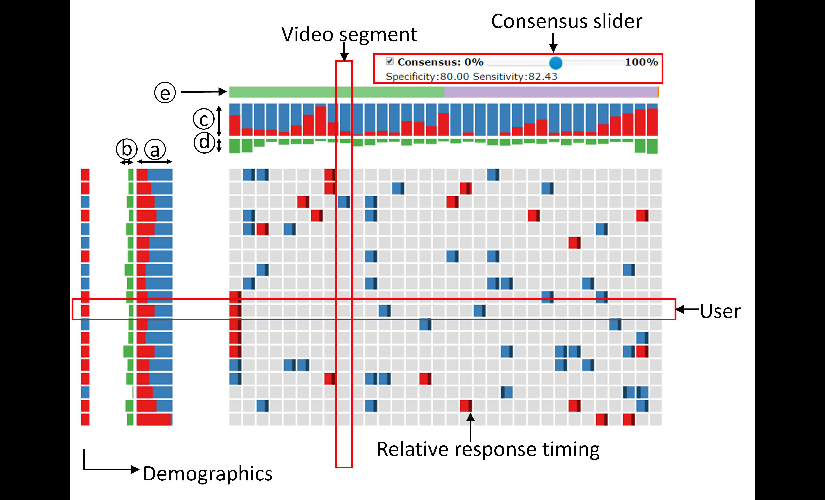 Consensus slider
Video segment
Consensus: 0% 100%
Specificity:80.00 Sensitivity:82.43
e
c
d
b a
User
Relative response timing
Demographics